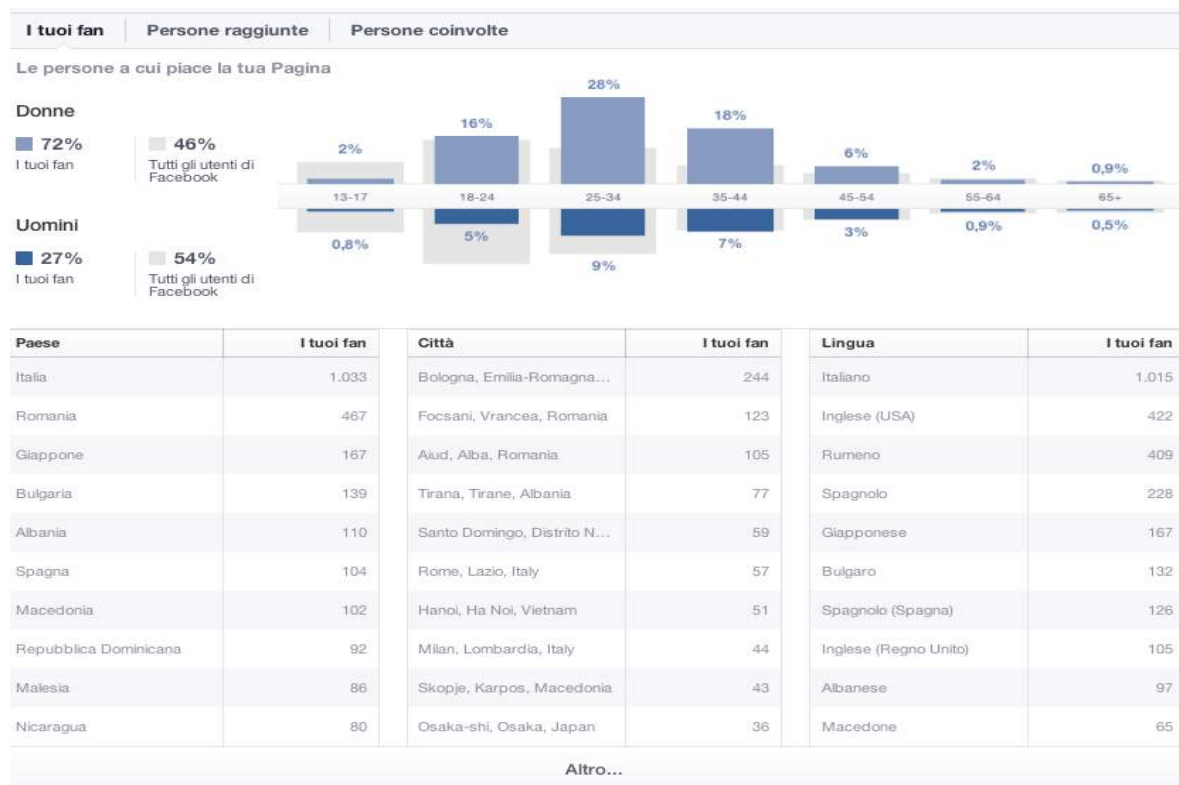 I tuoi fan Persone raggiunte Persone coinvolte
Le persone a cui piace la tua Pagina
Donne
72% 46%
I tuoi fan Tutti gli utenti di
Facebook
2% 16% 28% 18% 6% 2% 0,9%
13-17 18-24 25-34 35-44 45-54 55-64 65+
0,8% 5% 9% 7% 3% 0,9% 0,5%
Uomini
27% 54%
I tuoi fan Tutti gli utenti di
Facebook
Paese I tuoi fan Città I tuoi fan Lingua I tuoi fan
Italia 1.033 Bologna, Emilia-Romagna... 244 Italiano 1.015
Romania 467 Focsani, Vrancea, Romania 123 Inglese (USA) 422
Giappone 167 Aiud, Alba, Romania 105 Rumeno 409
Bulgaria 139 Tirana, Tirane, Albania 77 Spagnolo 228
Albania 110 Santo Domingo, Distrito N... 59 Giapponese 167
Spagna 104 Rome, Lazio, Italy 57 Bulgaro 132
Macedonia 102 Hanoi, Ha Noi, Vietnam 51 Spagnolo (Spagna) 126
Repubblica Dominicana 92 Milan, Lombardia, Italy 44 Inglese (Regno Unito) 105
Malesia 86 Skopje, Karpos, Macedonia 43 Albanese 97
Nicaragua 80 Osaka-shi, Osaka, Japan 36 Macedone 65
Altro...